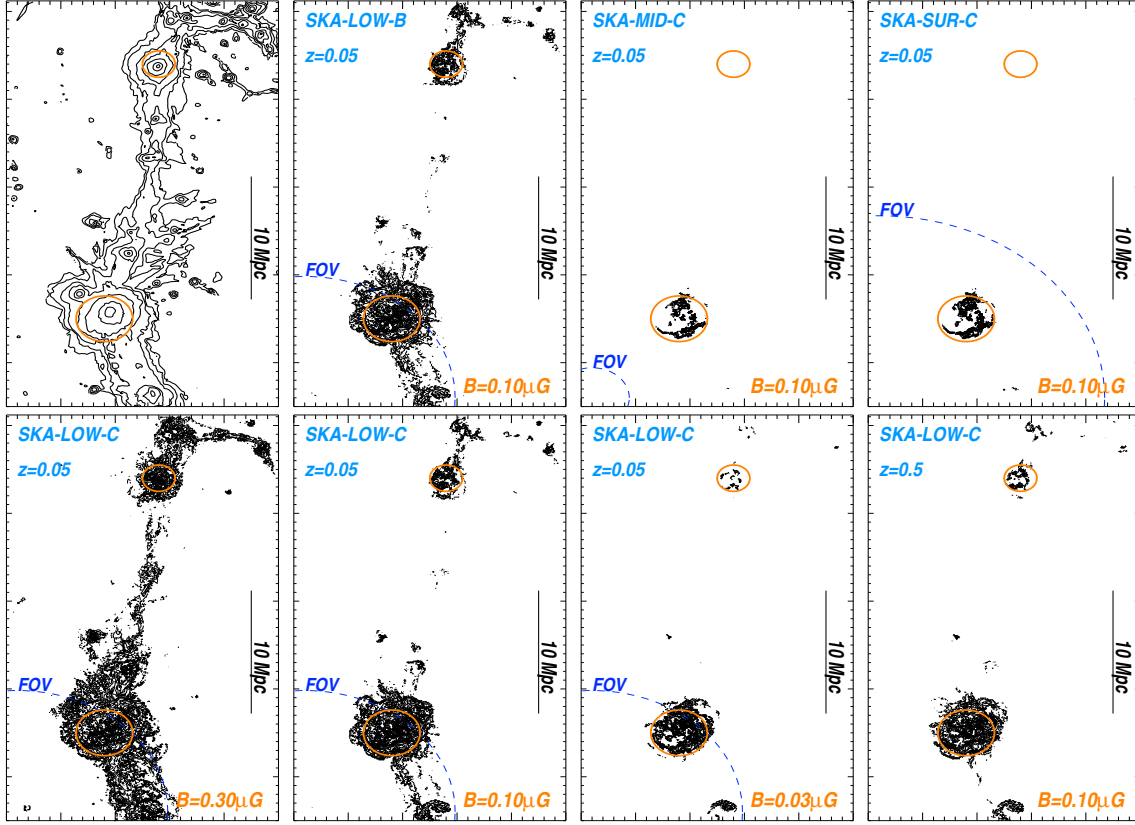 10 Mpc
SKA-LOW-B
z=0.05
10 Mpc
FOV
B=0.10μG
SKA-MID-C
z=0.05
10 Mpc
FOV
B=0.10μG
SKA-SUR-C
z=0.05
FOV
10 Mpc
B=0.10μG
SKA-LOW-C
z=0.05
10 Mpc
FOV
B=0.30μG
SKA-LOW-C
z=0.05
10 Mpc
FOV
B=0.10μG
SKA-LOW-C
z=0.05
10 Mpc
FOV
B=0.03μG
SKA-LOW-C
z=0.5
10 Mpc
B=0.10μG